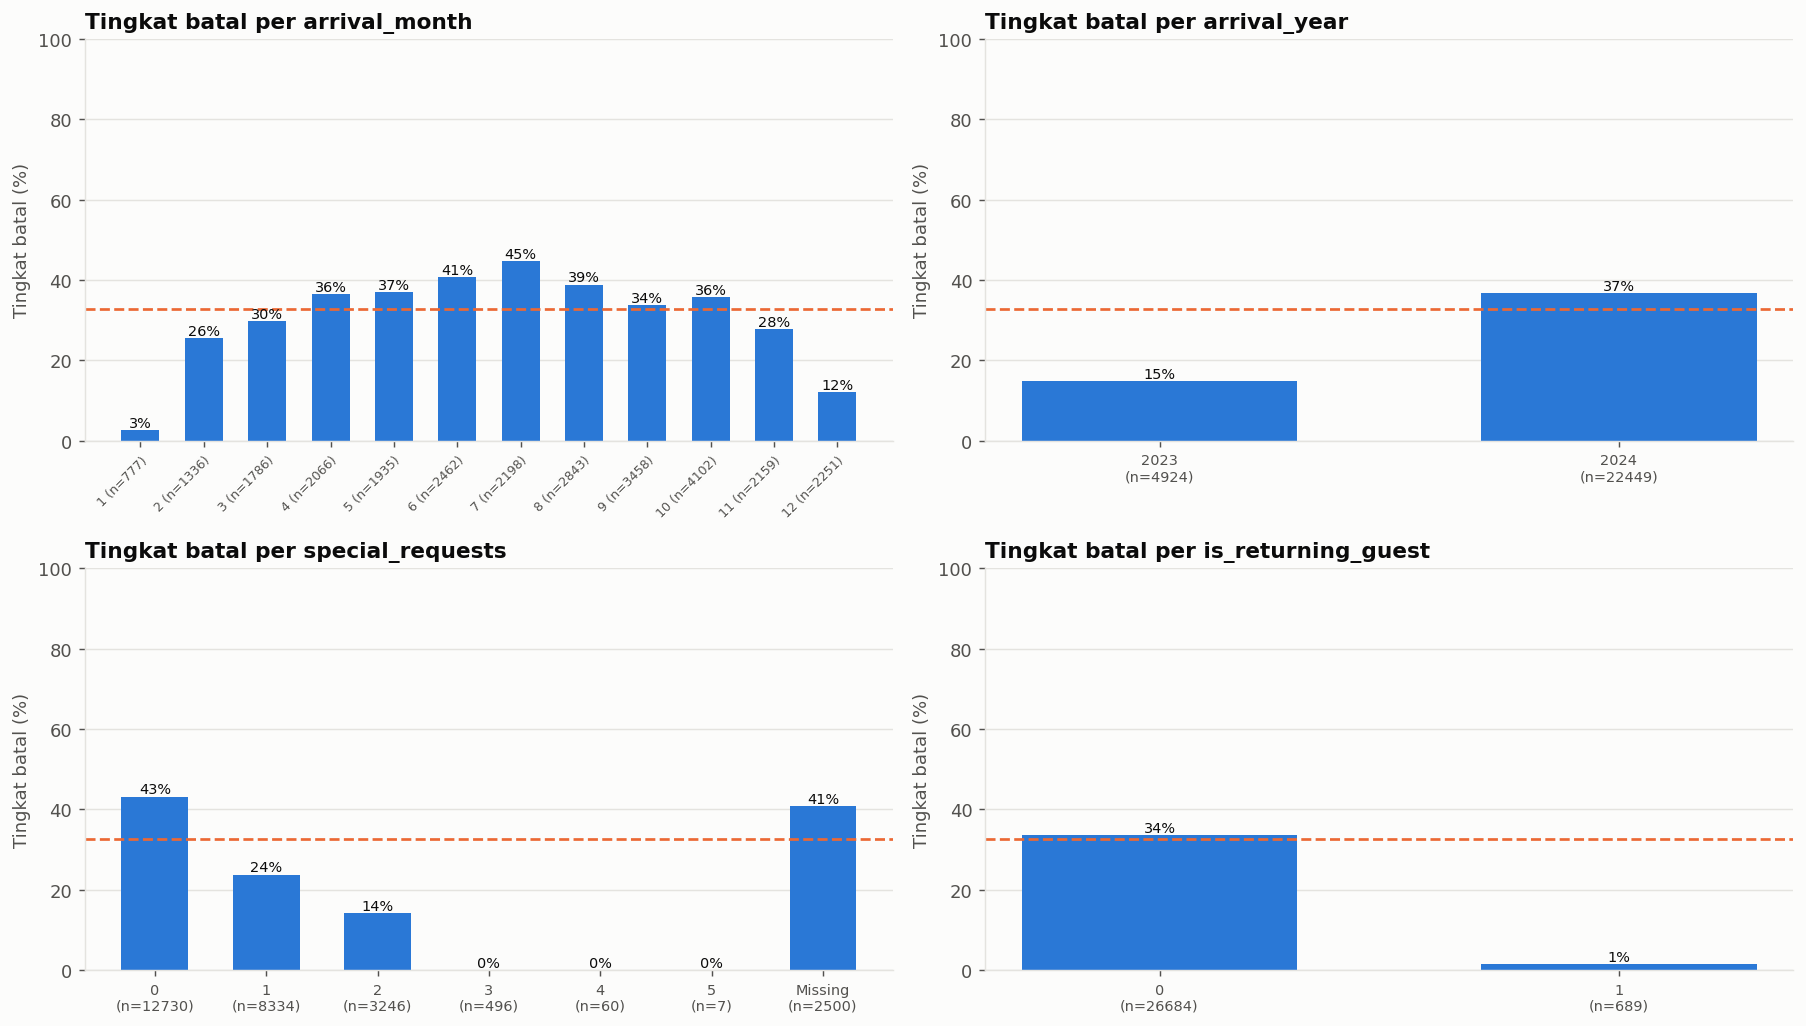 Tingkat batal per arrival_month
100
80
60
40
20
0
Tingkat batal (%)
3%
26%
30%
36%
37%
41%
45%
39%
34%
36%
28%
12%
1 (n=777)
2 (n=1336)
3 (n=1786)
4 (n=2066)
5 (n=1935)
6 (n=2462)
7 (n=2198)
8 (n=2843)
9 (n=3458)
10 (n=4102)
11 (n=2159)
12 (n=2251)
Tingkat batal per arrival_year
100
80
60
40
20
0
Tingkat batal (%)
15%
37%
2023
(n=4924)
2024
(n=22449)
Tingkat batal per special_requests
100
80
60
40
20
0
Tingkat batal (%)
43%
24%
14%
0%
0%
0%
41%
0
(n=12730)
1
(n=8334)
2
(n=3246)
3
(n=496)
4
(n=60)
5
(n=7)
Missing
(n=2500)
Tingkat batal per is_returning_guest
100
80
60
40
20
0
Tingkat batal (%)
34%
1%
0
(n=26684)
1
(n=689)